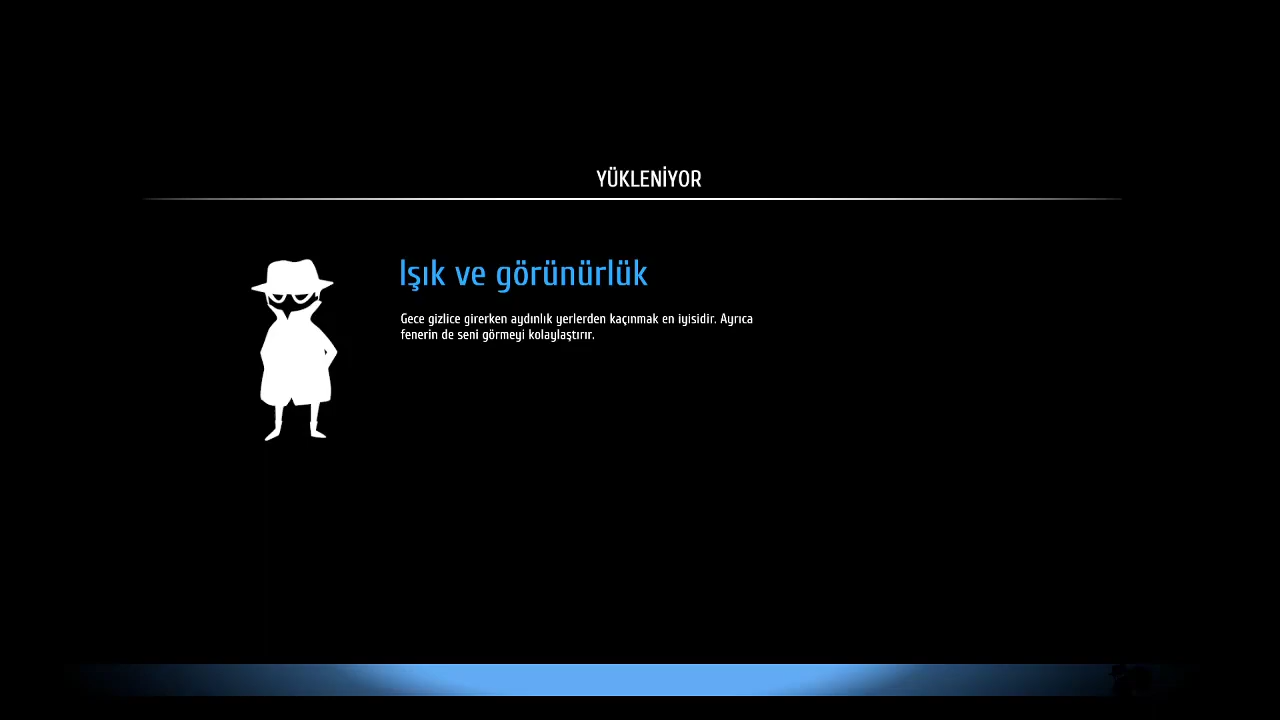 YÜKLENİYOR
Işık ve görünürlük
Gece gizlice girerken aydınlık yerlerden kaçınmak en iyisidir. Ayrıca
fenerin de seni görmeyi kolaylaştırır.